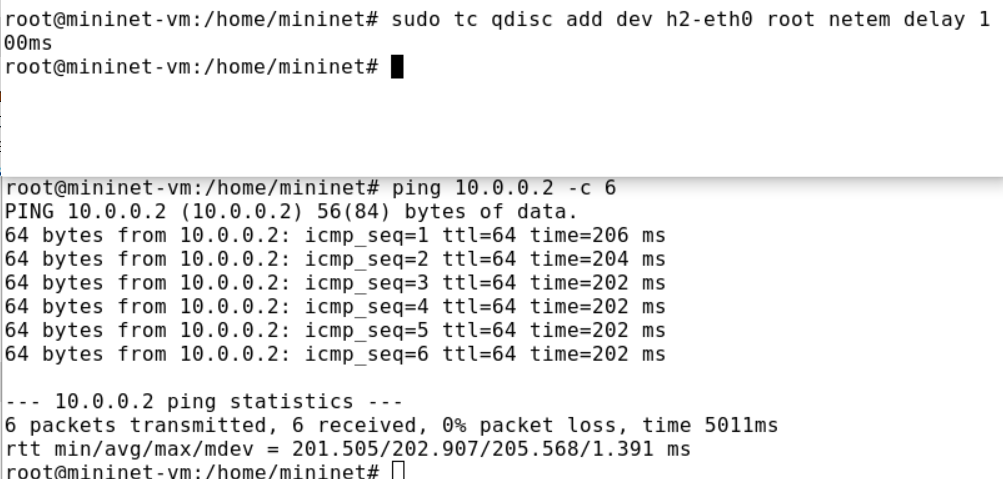 root@mininet-vm:/home/mininet# sudo tc qdisc add dev h2-eth0 root netem delay 1
00ms
root@mininet-vm:/home/mininet#
root@mininet-vm:/home/mininet# ping 10.0.0.2 -c 6
PING 10.0.0.2 (10.0.0.2) 56(84) bytes of data.
64 bytes from 10.0.0.2: icmp_seq=1 ttl=64 time=206 ms
64 bytes from 10.0.0.2: icmp_seq=2 ttl=64 time=204 ms
64 bytes from 10.0.0.2: icmp_seq=3 ttl=64 time=202 ms
64 bytes from 10.0.0.2: icmp_seq=4 ttl=64 time=202 ms
64 bytes from 10.0.0.2: icmp_seq=5 ttl=64 time=202 ms
64 bytes from 10.0.0.2: icmp_seq=6 ttl=64 time=202 ms
--- 10.0.0.2 ping statistics ---
6 packets transmitted, 6 received, 0% packet loss, time 5011ms
rtt min/avg/max/mdev = 201.505/202.907/205.568/1.391 ms
root@mininet-vm:/home/mininet#